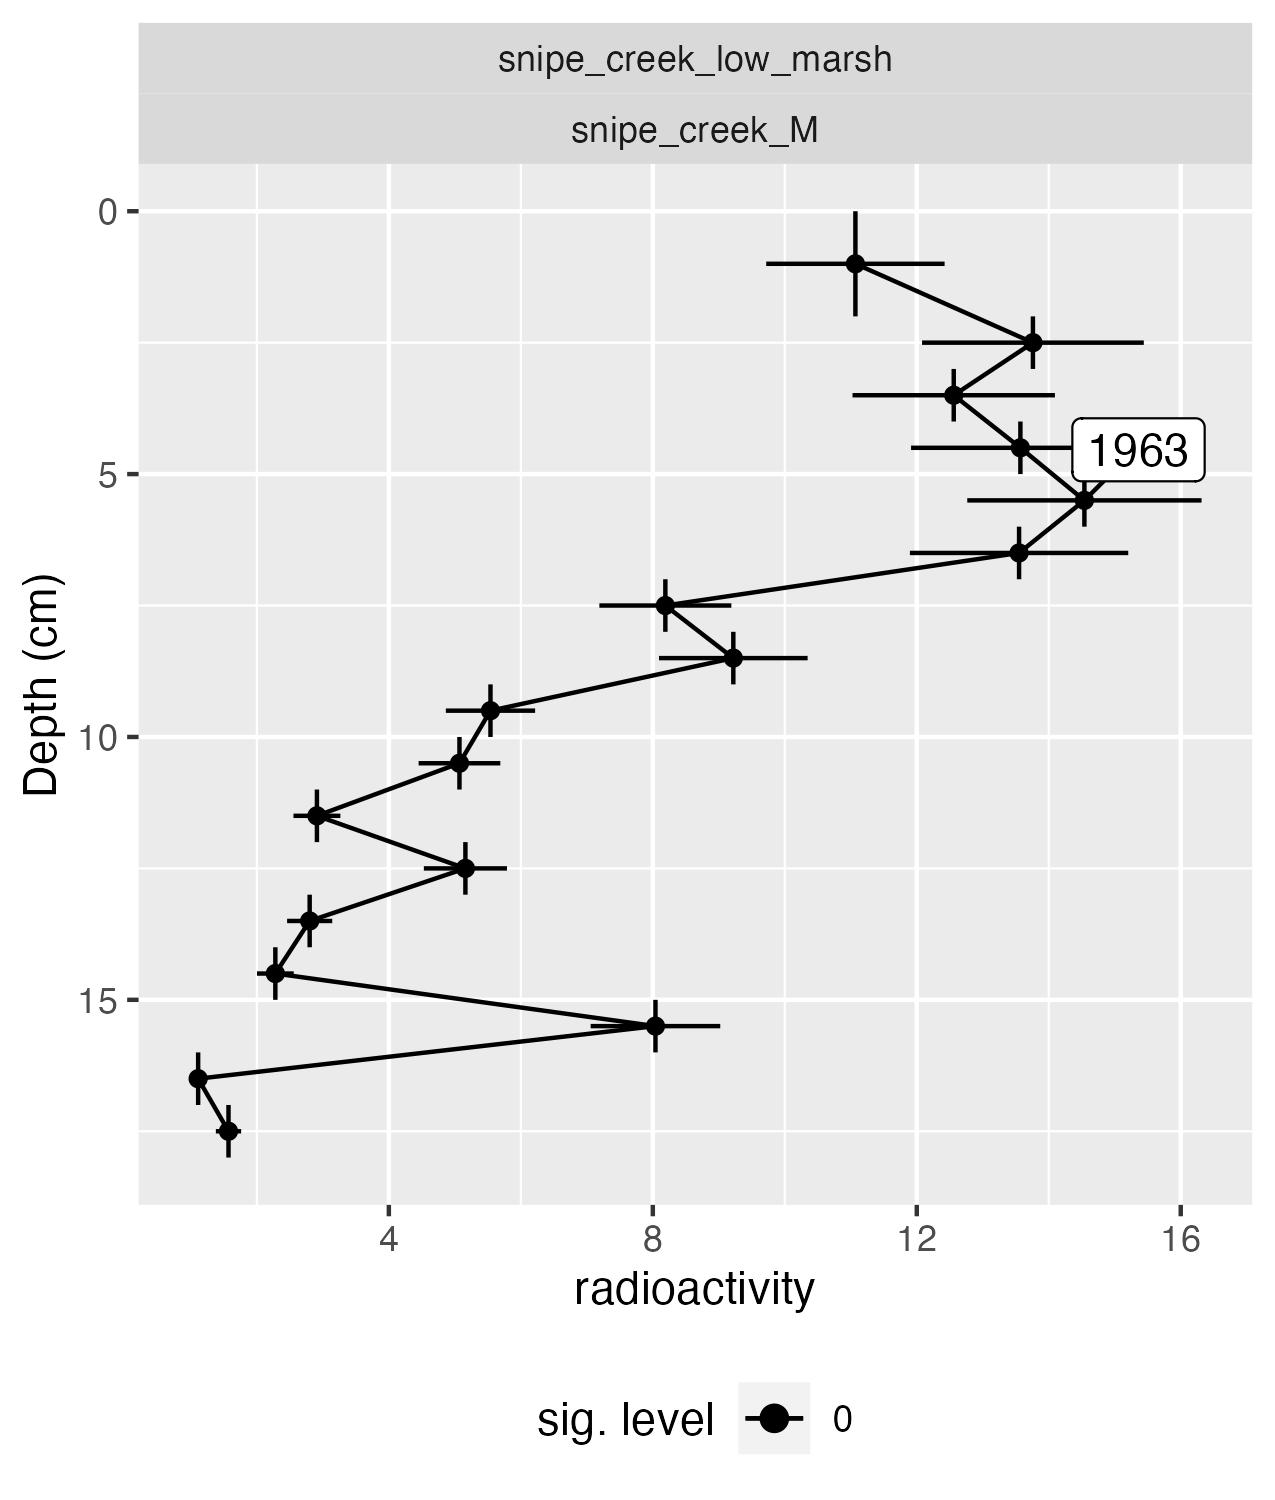 snipe_creek_low_marsh
snipe_creek_M
0
5
10
15
Depth (cm)
1963
4 8 12 16
radioactivity
sig. level 0